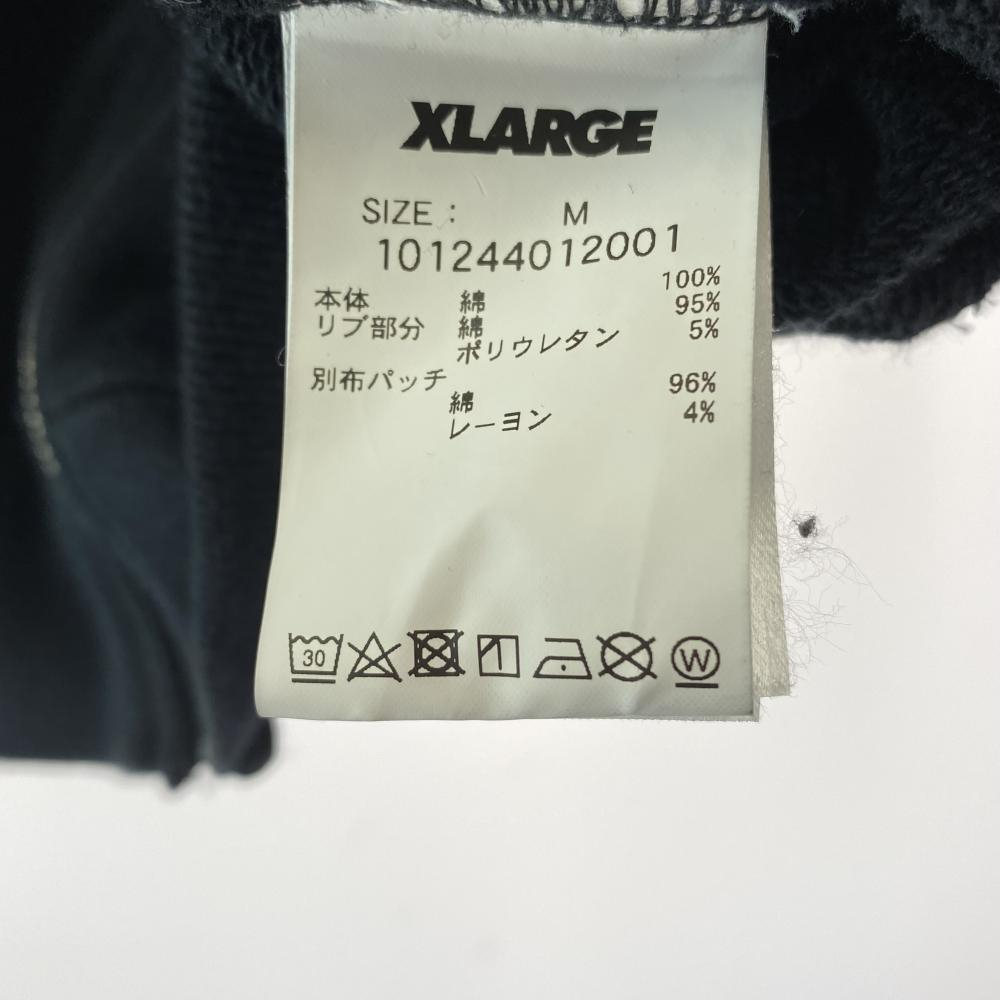 XLARGE
SIZE : M
101244012001
本体 綿 100%
リブ部分 綿 95%
ポリウレタン 5%
別布パッチ
綿 96%
レーヨン 4%
30
W